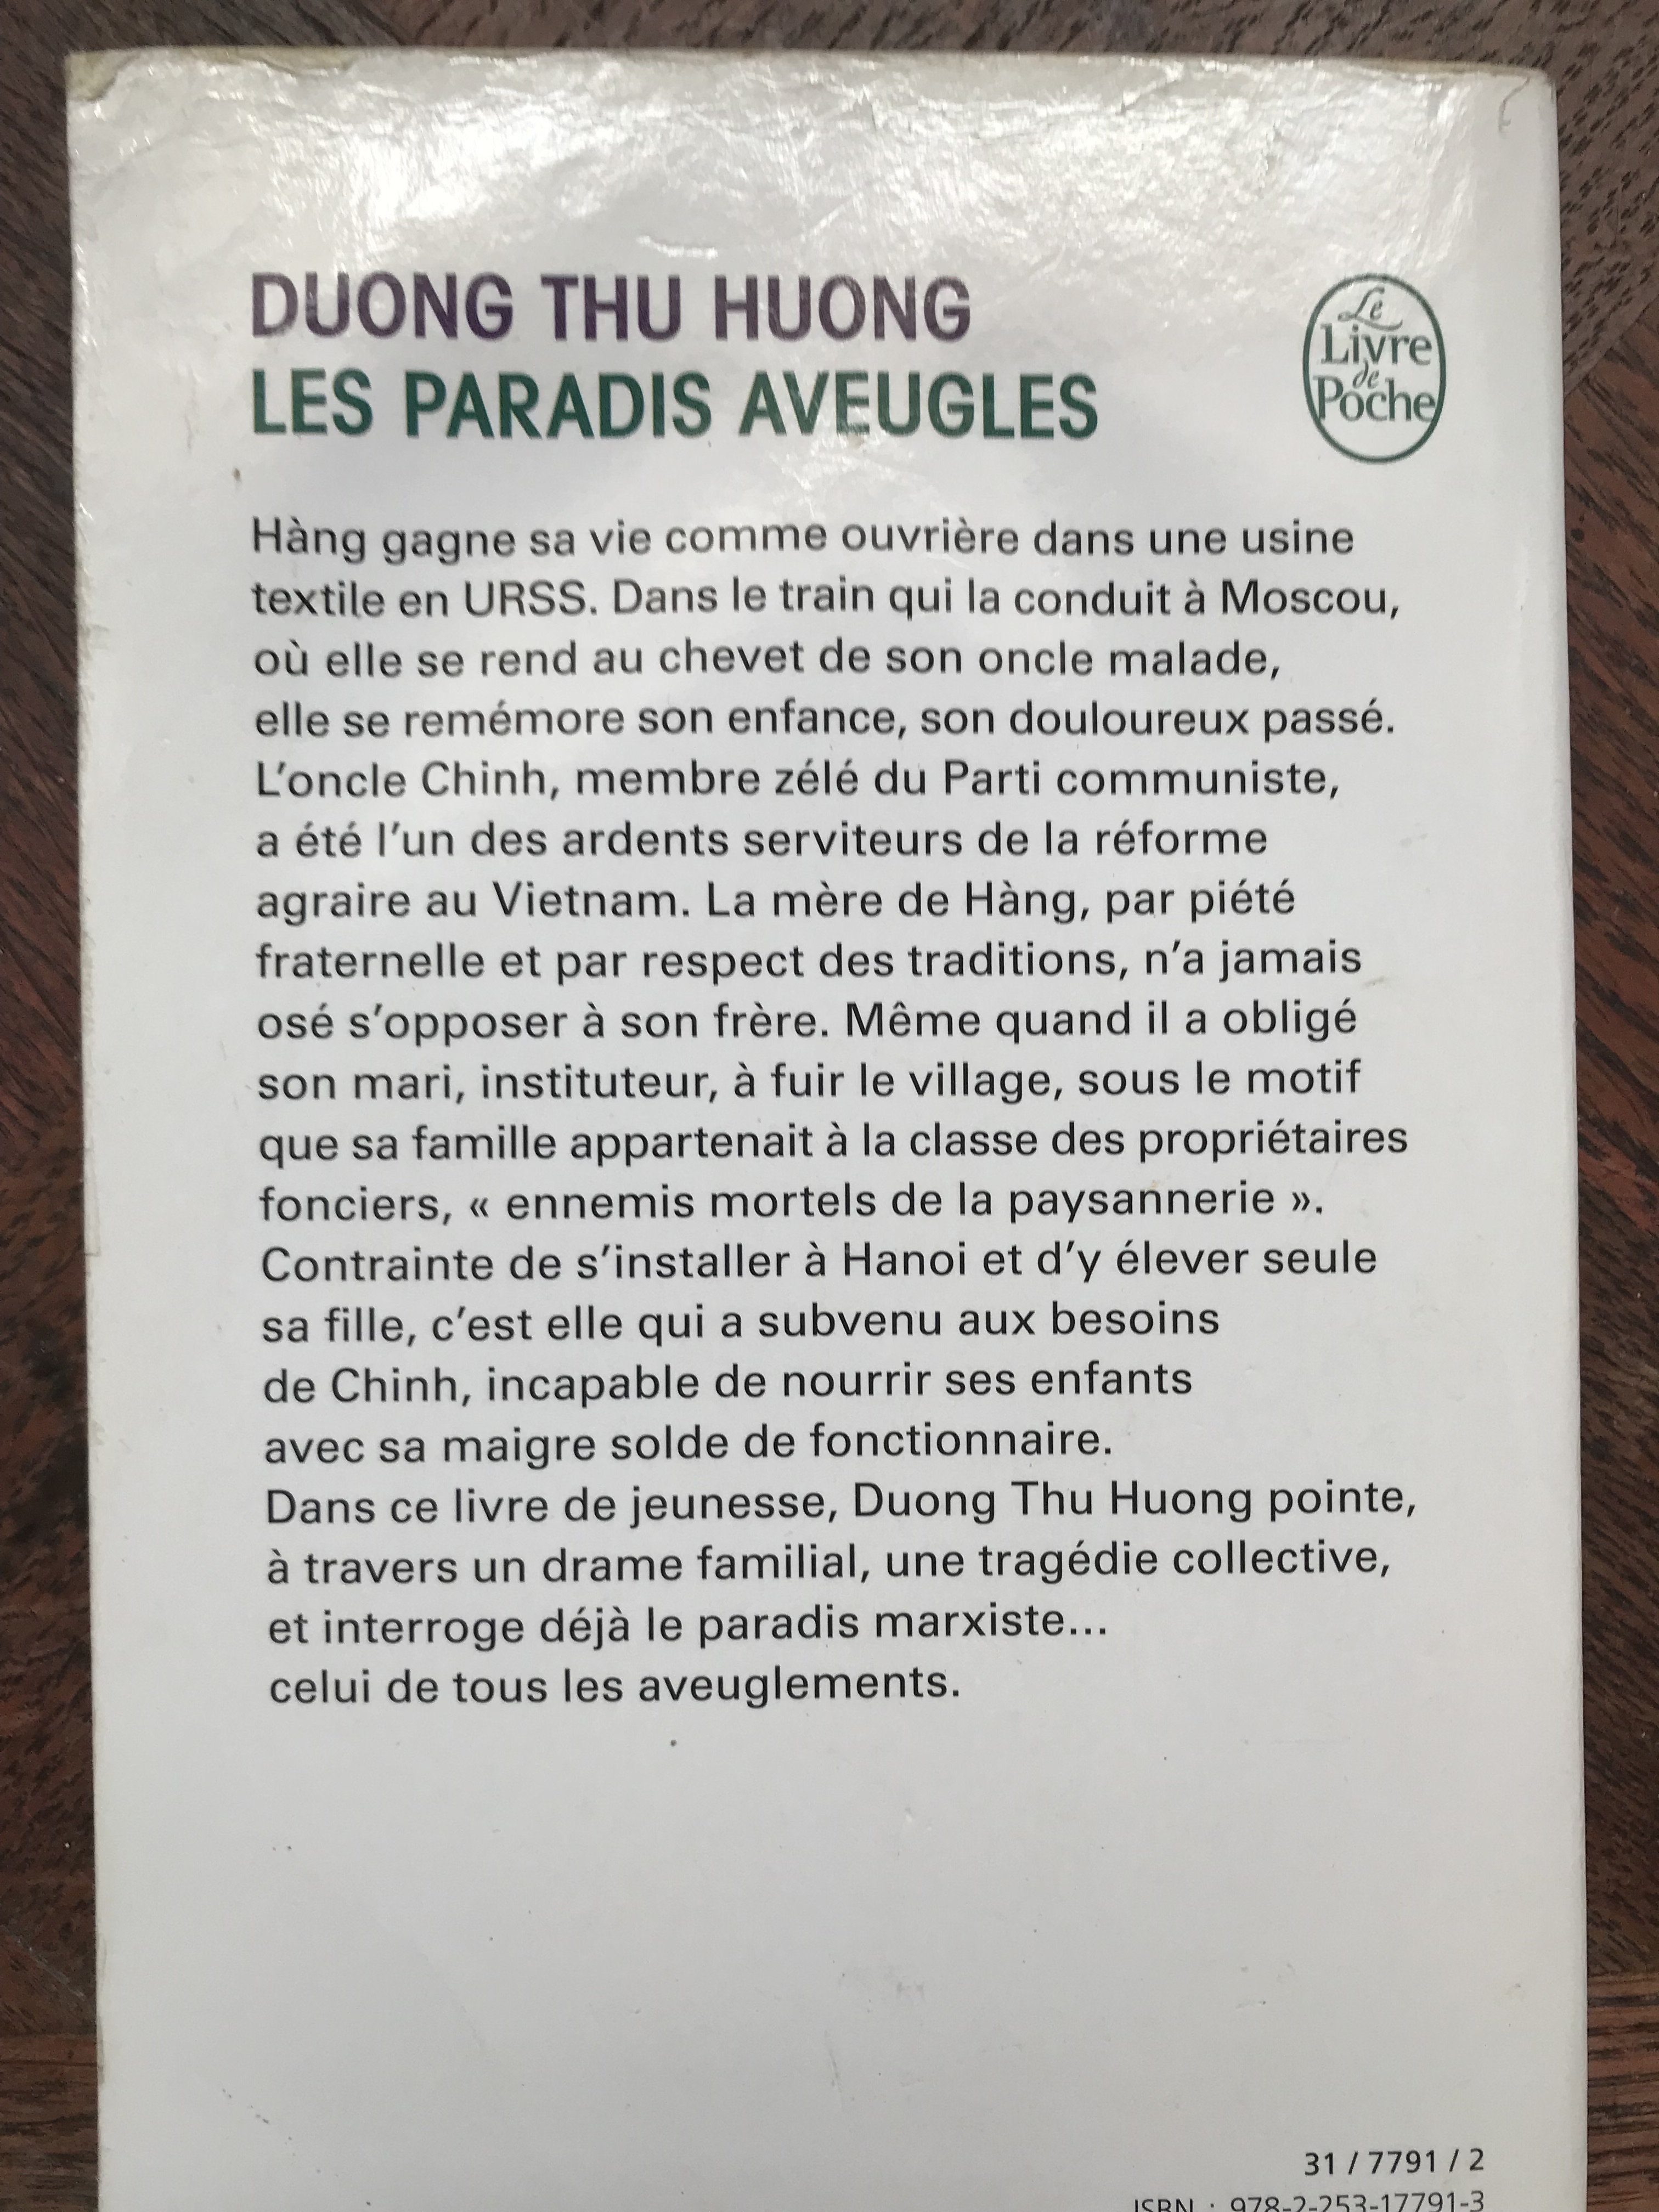 DUONG THU HUONG
LES PARADIS AVEUGLES
Le
Livre
de
Poche
Hàng gagne sa vie comme ouvrière dans une usine
textile en URSS. Dans le train qui la conduit à Moscou,
où elle se rend au chevet de son oncle malade,
elle se remémore son enfance, son douloureux passé.
L'oncle Chinh, membre zélé du Parti communiste,
a été l'un des ardents serviteurs de la réforme
agraire au Vietnam. La mère de Hàng, par piété
fraternelle et par respect des traditions, n'a jamais
osé s'opposer à son frère. Même quand il a obligé
son mari, instituteur, à fuir le village, sous le motif
que sa famille appartenait à la classe des propriétaires
fonciers, « ennemis mortels de la paysannerie ».
Contrainte de s'installer à Hanoi et d'y élever seule
sa fille, c'est elle qui a subvenu aux besoins
de Chinh, incapable de nourrir ses enfants
avec sa maigre solde de fonctionnaire.
Dans ce livre de jeunesse, Duong Thu Huong pointe,
à travers un drame familial, une tragédie collective,
et interroge déjà le paradis marxiste...
celui de tous les aveuglements.
31 / 7791 / 2
ISBN : 978-2-253-17791-3